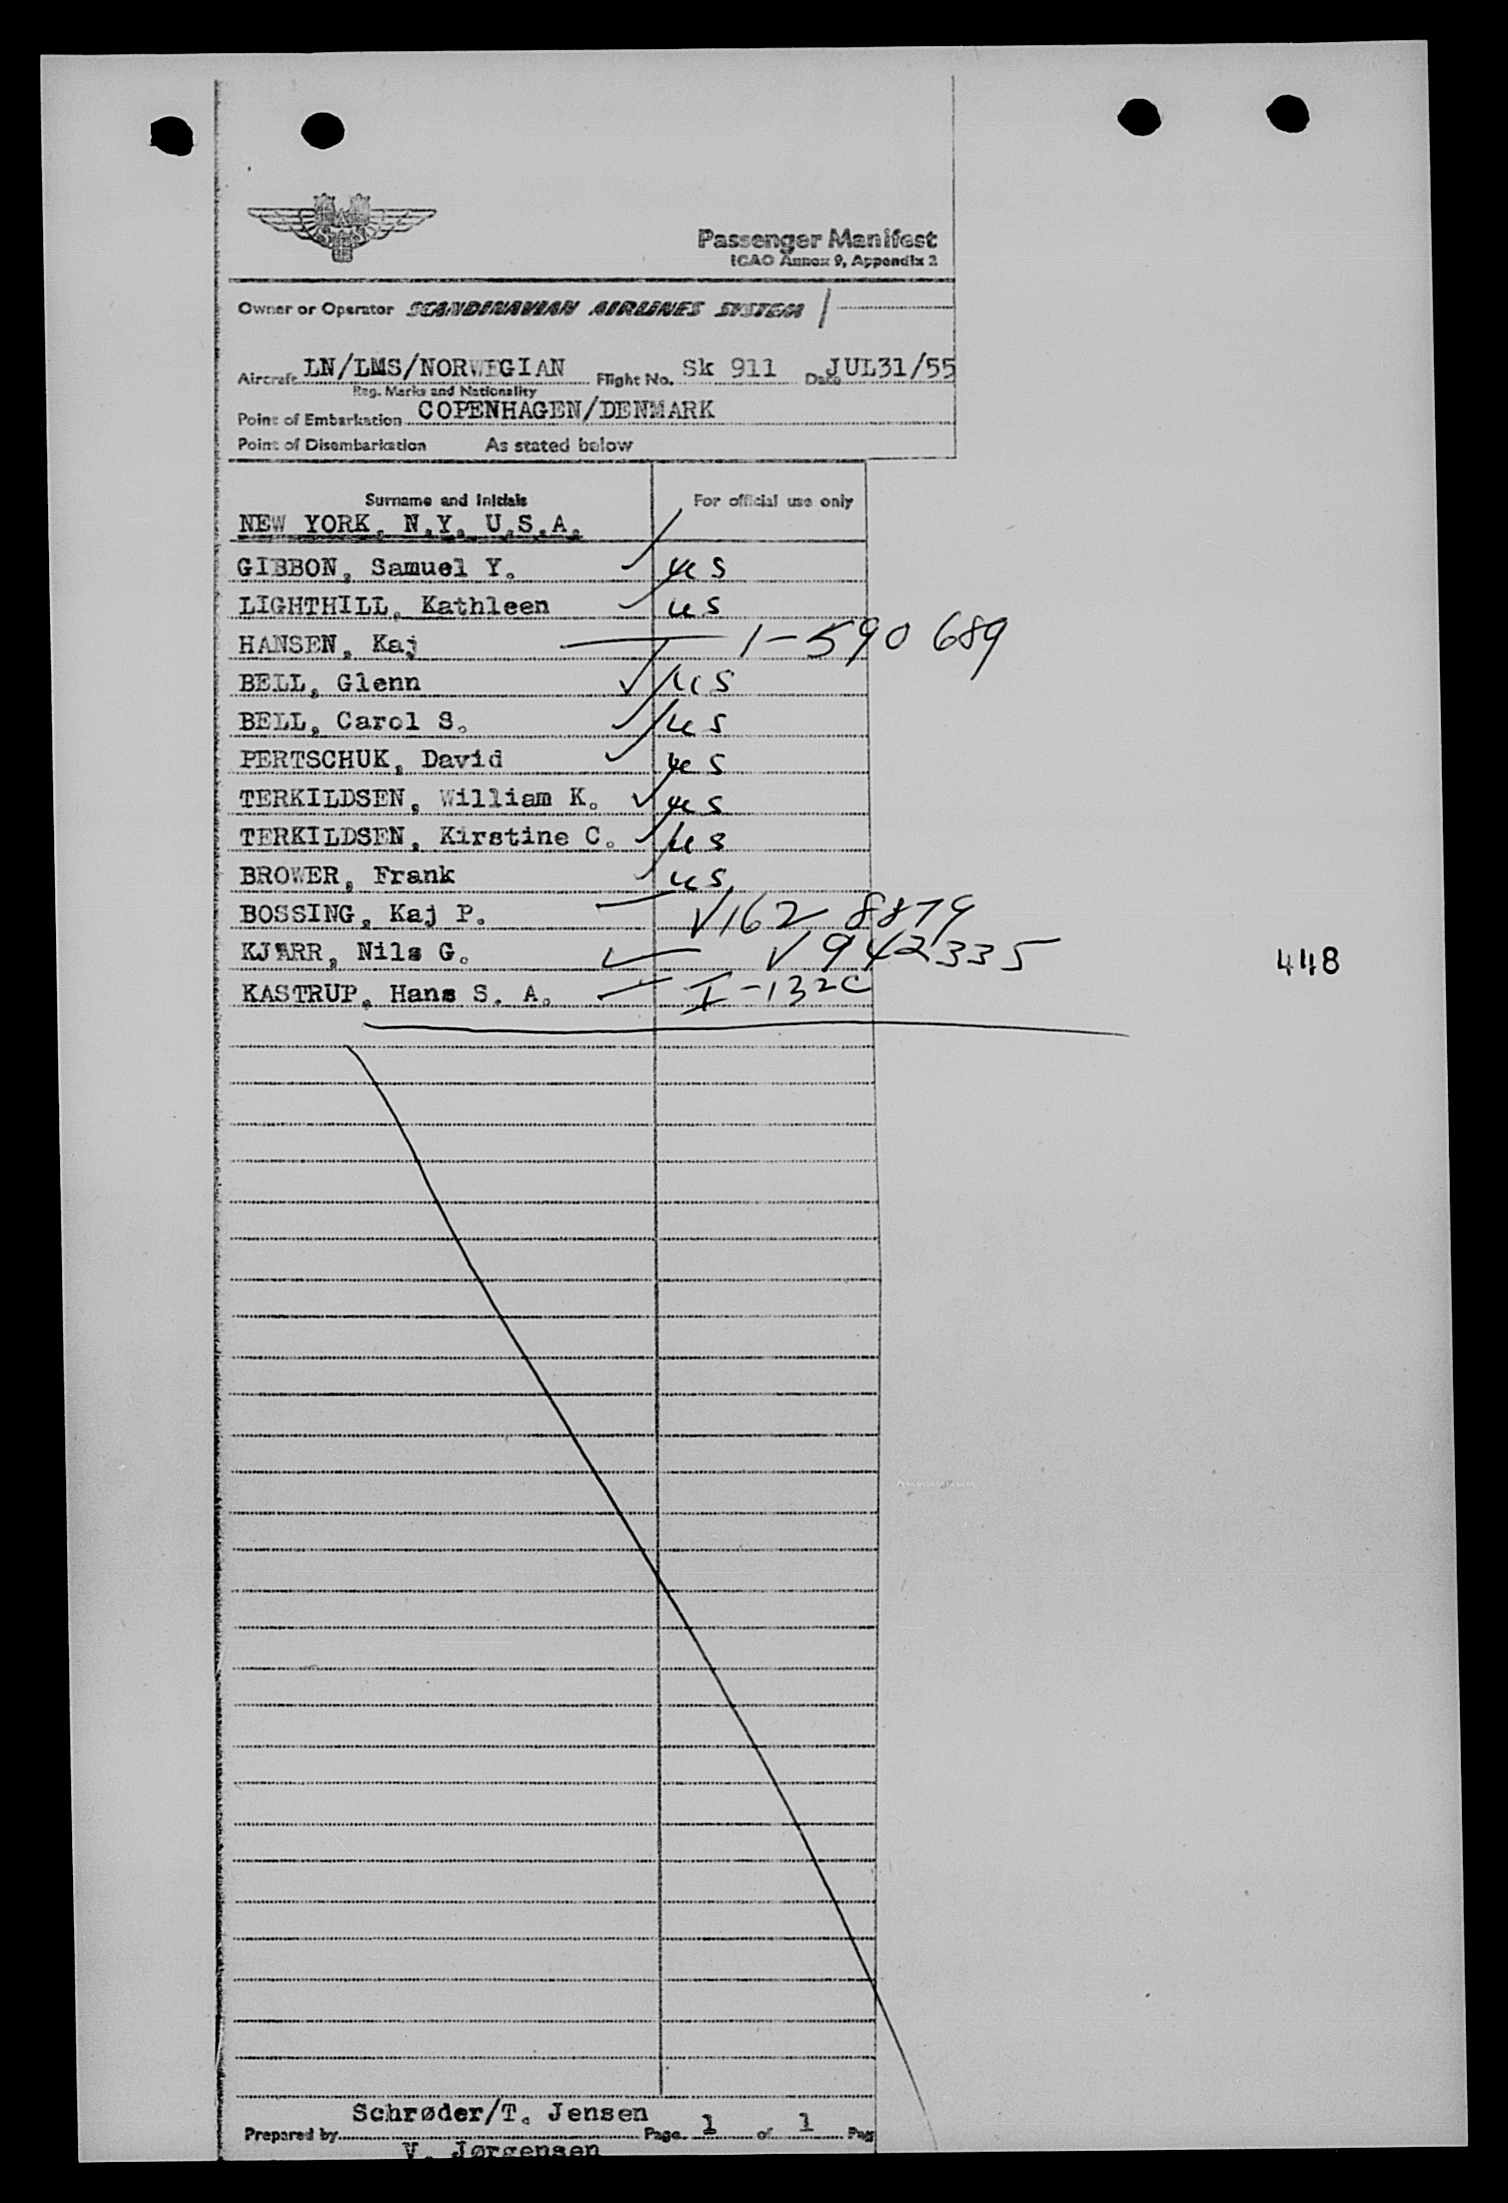 Passenger Manifest
ICAO Annex 9, Appendix 2
Owner or Operator SCANDINAVIAN AIRLINES SYSTEM /
Aircraft LN/LMS/NORWEGIAN Flight No. Sk 911 Date JUL31/55
Reg. Marks and Nationality
Point of Embarkation COPENHAGEN/DENMARK
Point of Disembarkation As stated below
Surname and Initials For official use only
NEW YORK, N.Y. U.S.A.
GIBBON, Samuel Y. us
LIGHTHILL, Kathleen us
HANSEN, Kaj 1-590 689
BELL, Glenn us
BELL, Carol S. us
PERTSCHUK, David us
TERKILDSEN, William K. us
TERKILDSEN, Kirstine C. us
BROWER, Frank us
BOSSING, Kaj P. V162 8879
KJÆRR, Nils G. V942335
448
KASTRUP, Hans S. A. I-132C
Schrøder/T. Jensen
Prepared by Page 1 of 1 Pag
V. Jørgensen